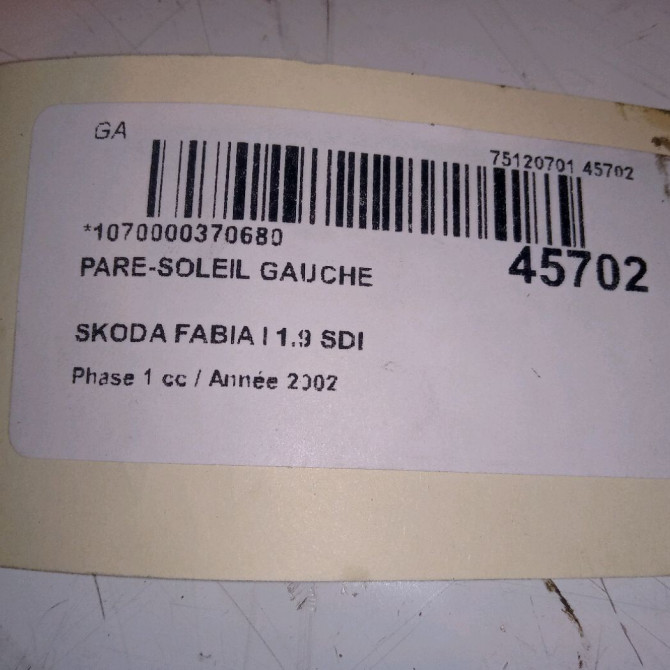 GA
75120701 45702
*1070000370680
45702
PARE-SOLEIL GAUCHE
SKODA FABIA I 1.9 SDI
Phase 1 cc / Année 2002